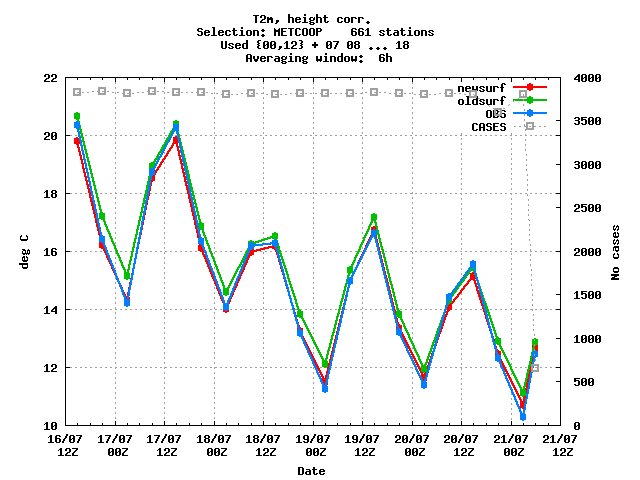 T2m, height corr.
Selection: METCOOP    661 stations
Used {00,12} + 07 08 ... 18
Averaging window:  6h
22
20
18
16
14
12
10
deg C
4000
3500
3000
2500
2000
1500
1000
500
0
No cases
newsurf
oldsurf
OBS
CASES
16/07 17/07 17/07 18/07 18/07 19/07 19/07 20/07 20/07 21/07 21/07
12Z 00Z 12Z 00Z 12Z 00Z 12Z 00Z 12Z 00Z 12Z
Date